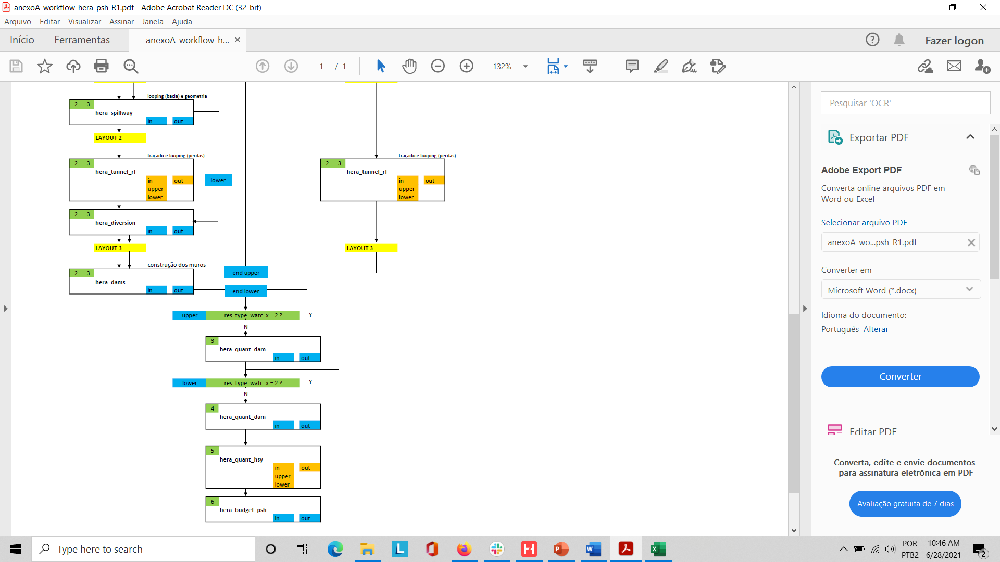 anexoA_workflow_hera_psh_R1.pdf - Adobe Acrobat Reader DC (32-bit)
Arquivo Editar Visualizar Assinar Janela Ajuda
Início Ferramentas anexoA_workflow_h... × Fazer logon
1 / 1 132%
looping (bacia) e geometria
2 3
hera_spillway
in out
LAYOUT 2
traçado e looping (perdas)
2 3
hera_tunnel_rf
in out
upper
lower
lower
2 3
hera_diversion
in out
LAYOUT 3
construção dos muros
2 3
hera_dams
in out
traçado e looping (perdas)
2 3
hera_tunnel_rf
in out
upper
lower
LAYOUT 3
end upper
end lower
upper res_type_watc_x = 2 ? Y
N
3
hera_quant_dam
in out
lower res_type_watc_x = 2 ? Y
N
4
hera_quant_dam
in out
5
hera_quant_hsy
in out
upper
lower
6
hera_budget_psh
in out
Pesquisar 'OCR'
Exportar PDF
Adobe Export PDF
Converta online arquivos PDF em
Word ou Excel
Selecionar arquivo PDF
anexoA_wo...psh_R1.pdf
Converter em
Microsoft Word (*.docx)
Idioma do documento:
Português Alterar
Converter
Editar PDF
Converta, edite e envie documentos
para assinatura eletrônica em PDF
Avaliação gratuita de 7 dias
Type here to search
POR
PTB2
10:46 AM
6/28/2021
2